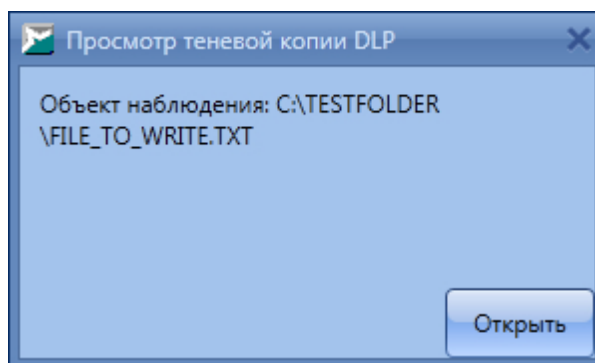 Просмотр теневой копии DLP
Объект наблюдения: C:\TESTFOLDER
\FILE_TO_WRITE.TXT
Открыть